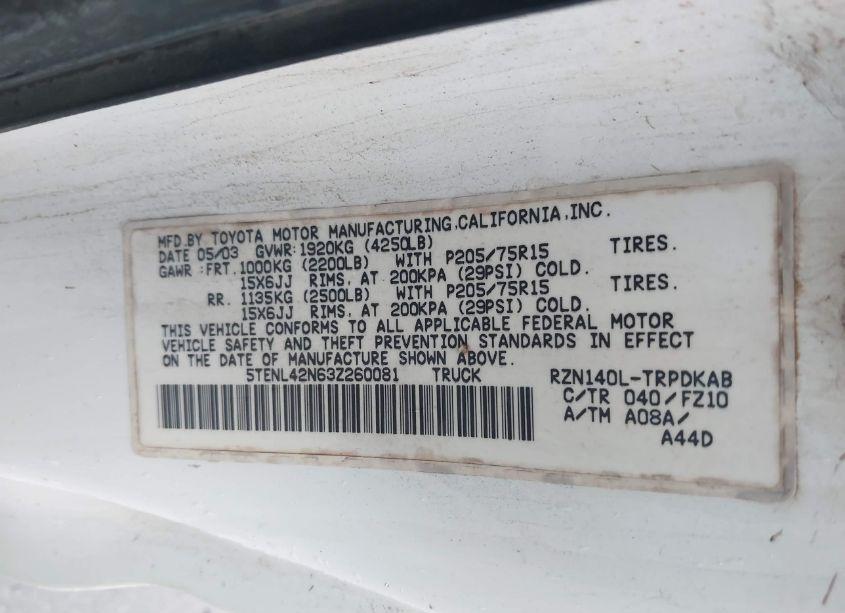 MFD.BY TOYOTA MOTOR MANUFACTURING,CALIFORNIA,INC.
DATE 05/03 GVWR:1920KG (4250LB)
GAWR :FRT.1000KG (2200LB) WITH P205/75R15 TIRES.
15X6JJ RIMS. AT 200KPA (29PSI) COLD.
RR. 1135KG (2500LB) WITH P205/75R15 TIRES.
15X6JJ RIMS. AT 200KPA (29PSI) COLD.
THIS VEHICLE CONFORMS TO ALL APPLICABLE FEDERAL MOTOR
VEHICLE SAFETY AND THEFT PREVENTION STANDARDS IN EFFECT
ON THE DATE OF MANUFACTURE SHOWN ABOVE.
5TENL42N63Z260081 TRUCK RZN140L-TRPDKAB
C/TR 040/FZ10
A/TM A08A/
A44D